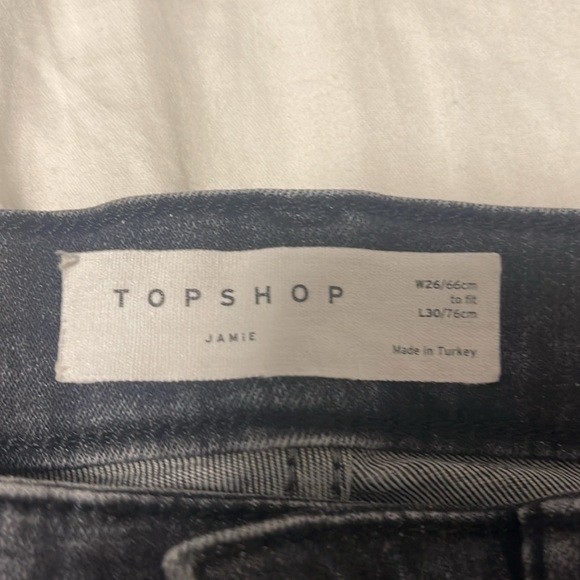 TOPSHOP
JAMiE
W26/66cm
to fit
L30/76cm
Made in Turkey